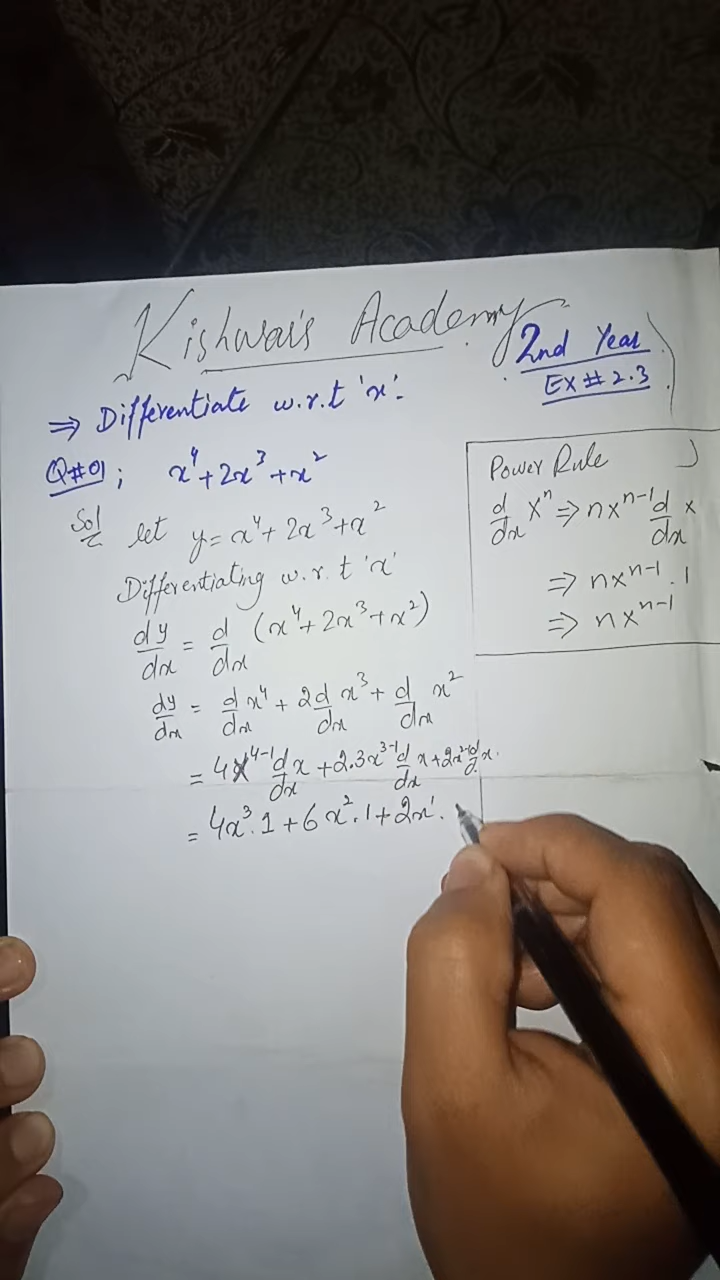 Kishwar's Academy
2nd Year
EX # 2.3
⇒ Differentiate w.r.t 'x'.
Q#01; x⁴+2x³+x²
Sol let y=x⁴+2x³+x²
Differentiating w.r.t 'x'
dy/dx = d/dx (x⁴+2x³+x²)
dy/dx = d/dx x⁴ + 2d/dx x³ + d/dx x²
= 4x⁴⁻¹ d/dx x + 2.3x³⁻¹ d/dx x + 2x²⁻¹ d/d x.
= 4x³.1 + 6x².1 + 2x¹.
Power Rule
d/dx xⁿ ⇒ nxⁿ⁻¹ d/dx x
⇒ nxⁿ⁻¹.1
⇒ nxⁿ⁻¹